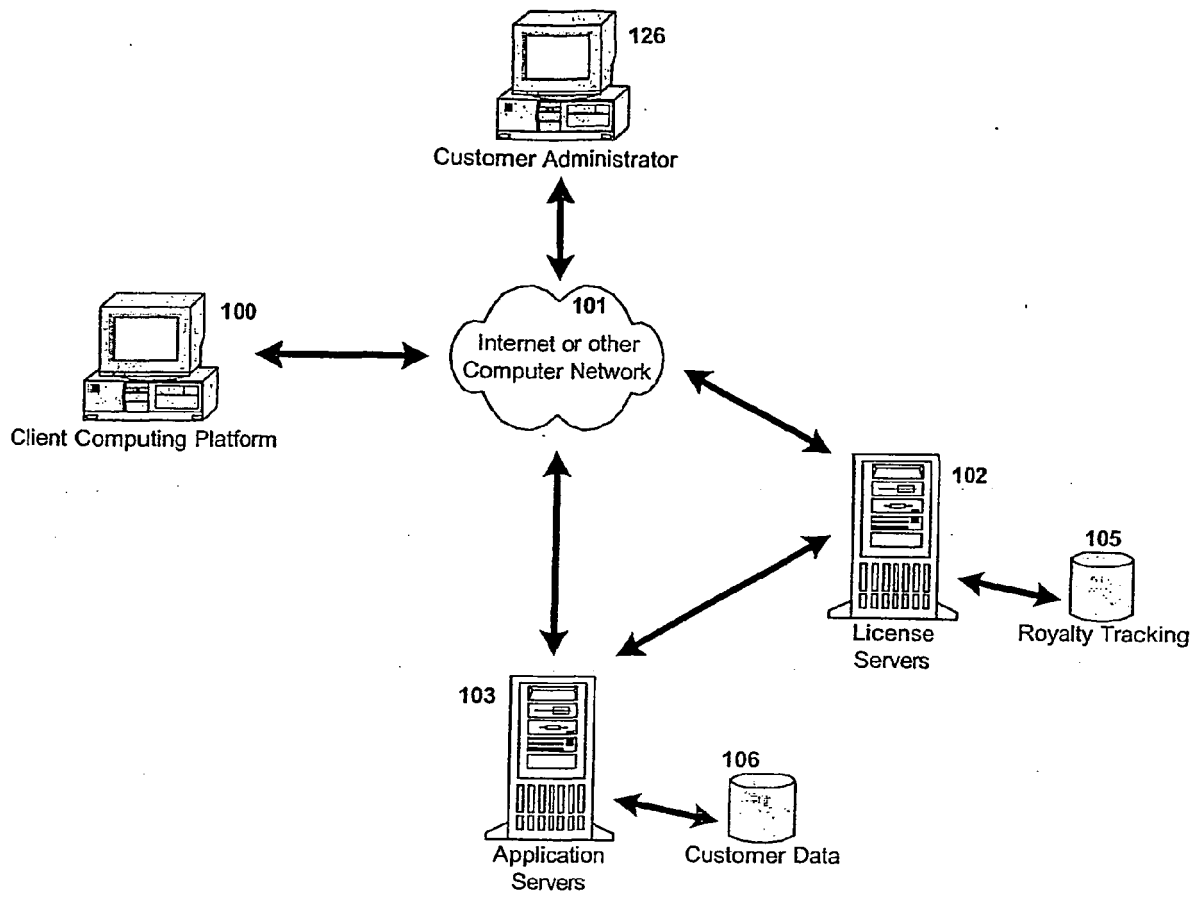 126
Customer Administrator
100
Client Computing Platform
101
Internet or other
Computer Network
102
License
Servers
105
Royalty Tracking
103
Application
Servers
106
Customer Data